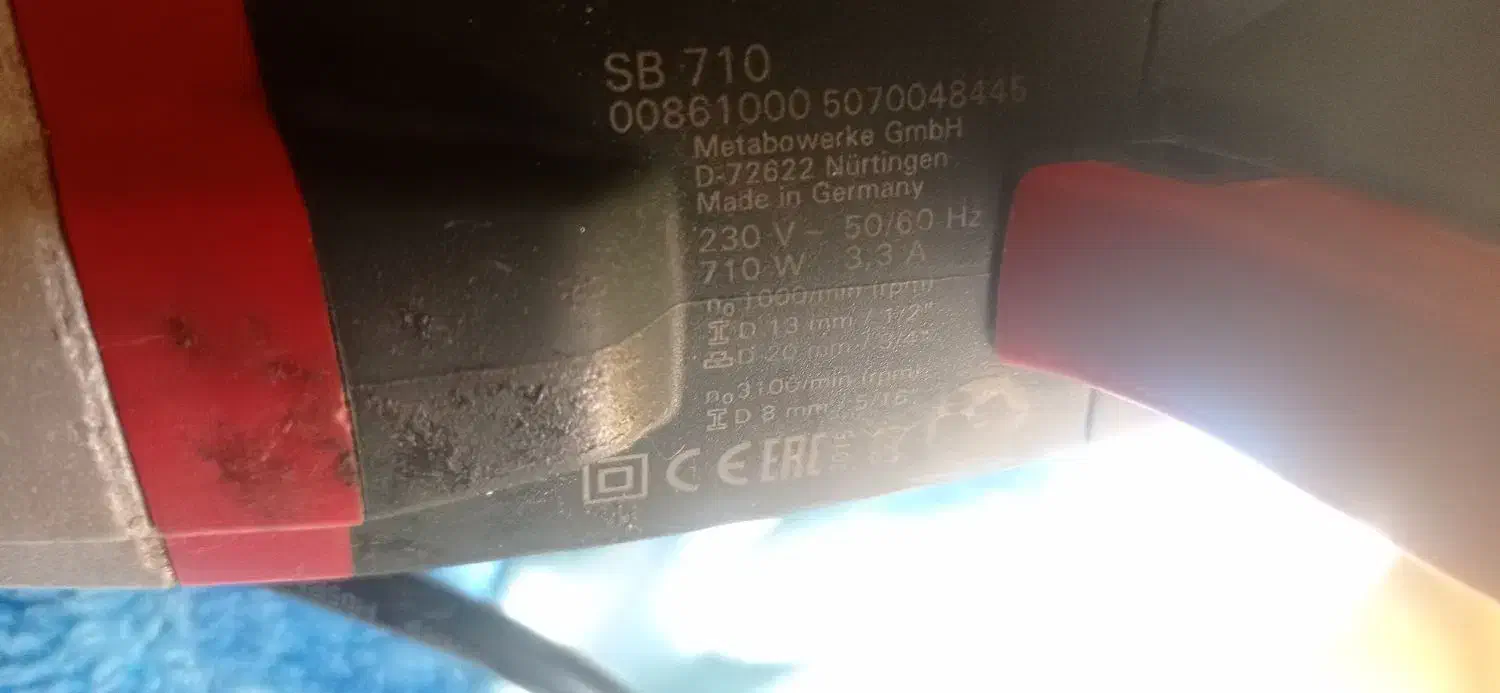 SB 710
00861000 5070048445
Metabowerke GmbH
D-72622 Nürtingen
Made in Germany
230 V~ 50/60 Hz
710 W 3,3 A
n₀ 1000/min (rpm)
D 13 mm / 1/2"
D 20 mm / 3/4"
n₀ 3100/min (rpm)
D 8 mm / 5/16"
CE EAC